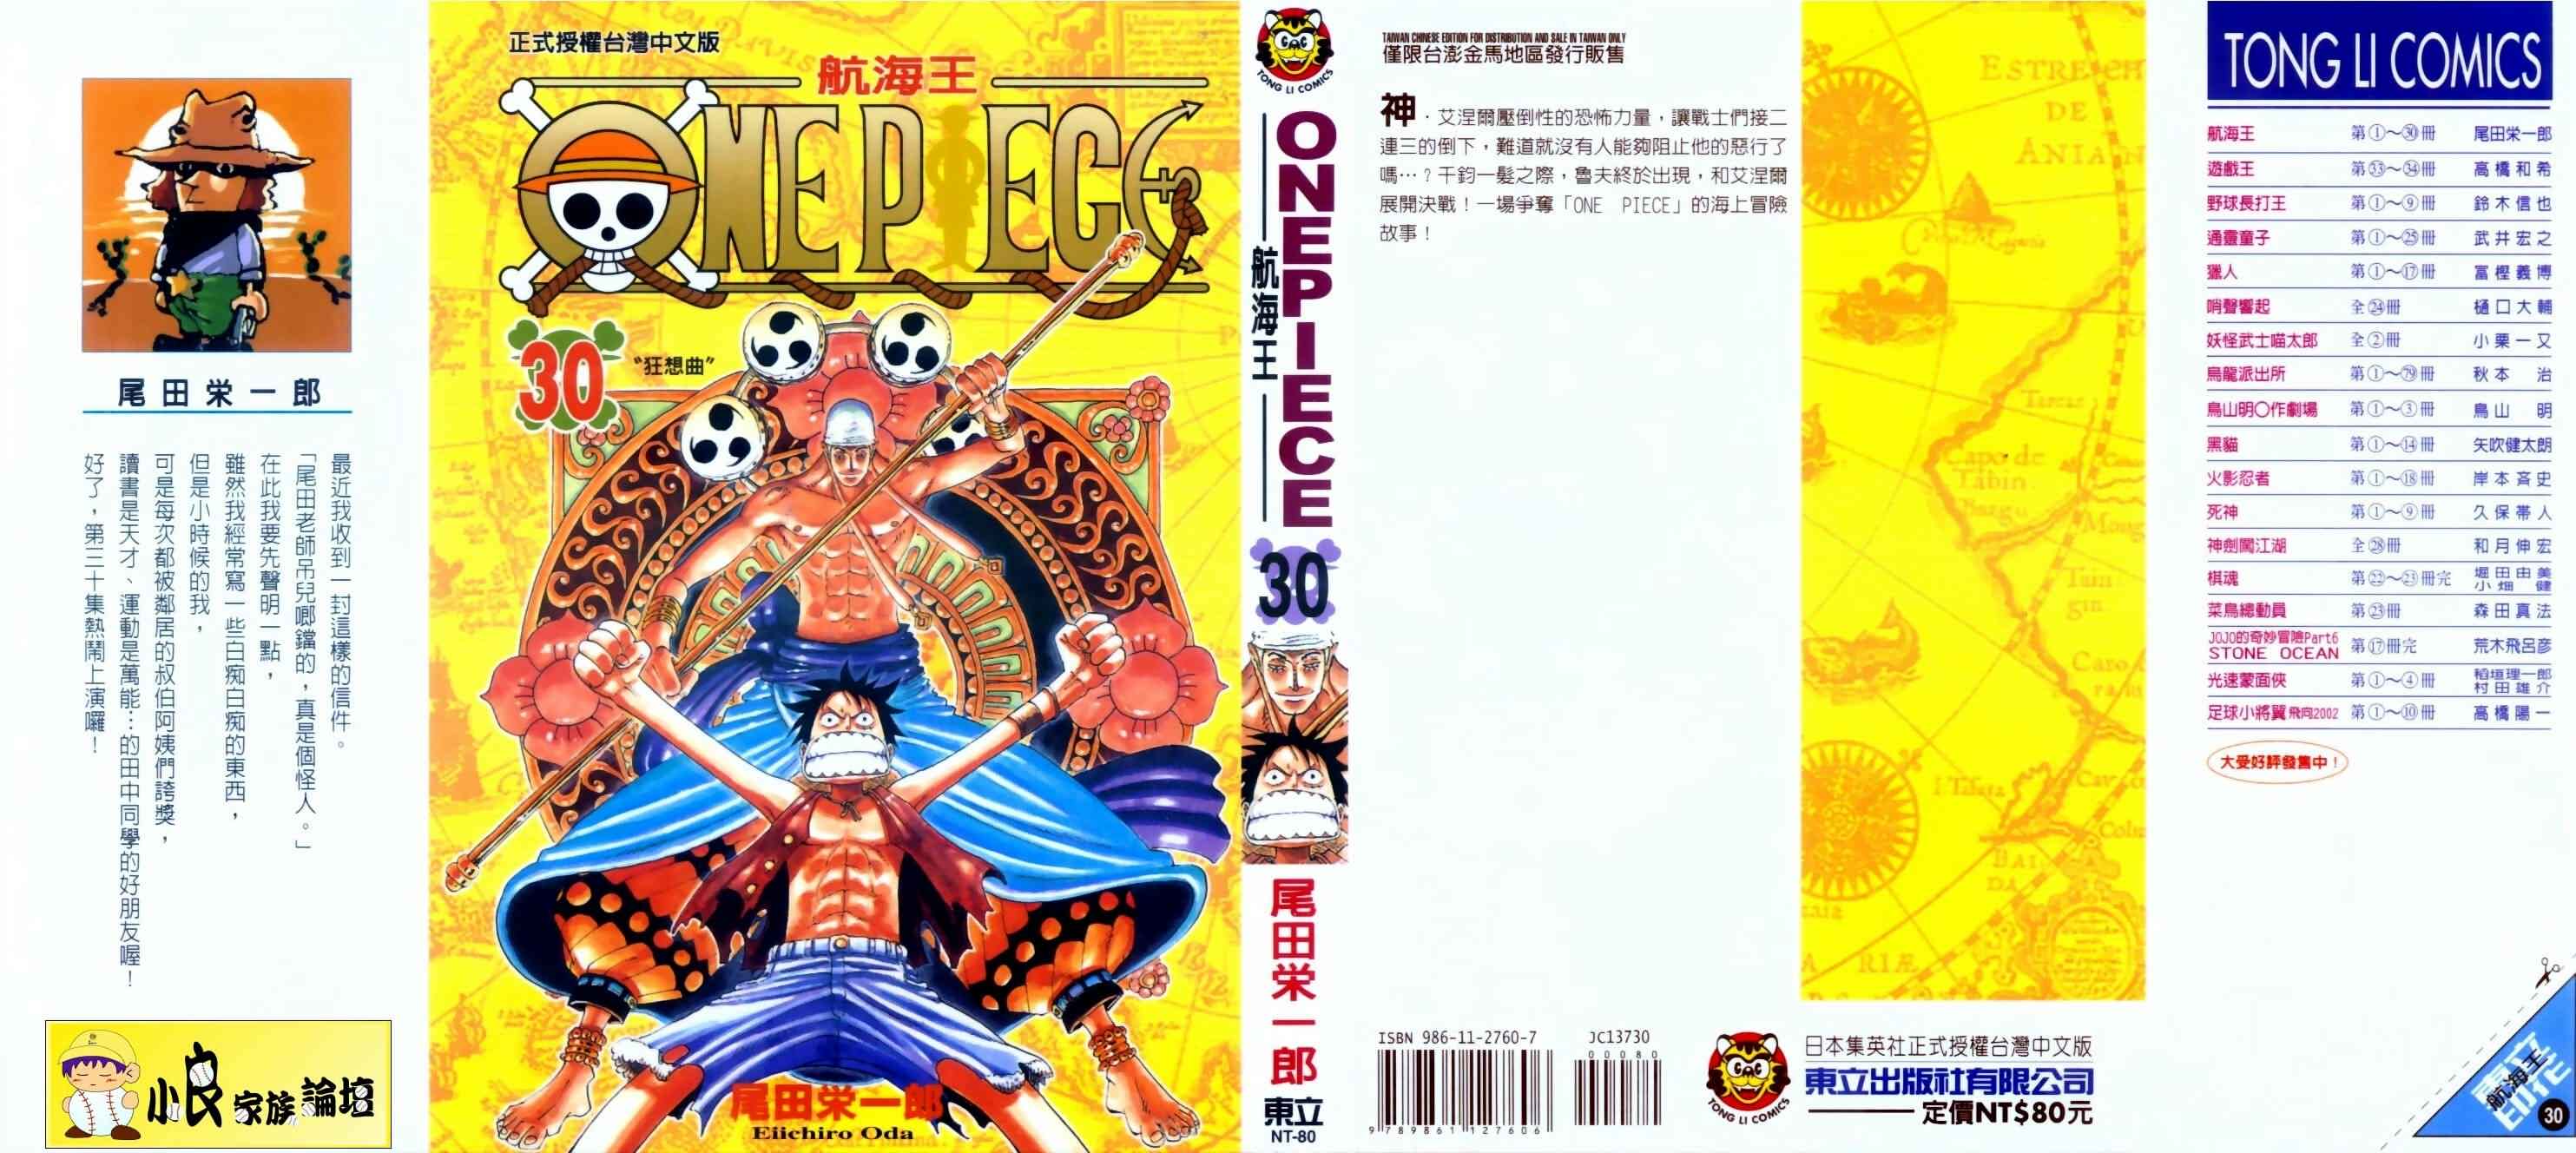 尾田栄一郎
最近我收到一封這樣的信件。
「尾田老師吊兒啷鐺的，真是個怪人。」
在此我要先聲明一點，
雖然我經常寫一些白痴白痴的東西，
但是小時候的我，
可是每次都被鄰居的叔伯阿姨們誇獎，
讀書是天才、運動是萬能…的田中同學的好朋友喔！
好了，第三十集熱鬧上演囉！
小良家族論壇
正式授權台灣中文版
航海王
ONE PIECE
30
〝狂想曲〞
尾田栄一郎
Eiichiro Oda
TONG LI COMICS
ONE PIECE
航海王
30
尾田栄一郎
東立
NT-80
TAIWAN CHINESE EDITION FOR DISTRIBUTION AND SALE IN TAIWAN ONLY
僅限台澎金馬地區發行販售
神．艾涅爾壓倒性的恐怖力量，讓戰士們接二
連三的倒下，難道就沒有人能夠阻止他的惡行了
嗎…？千鈞一髮之際，魯夫終於出現，和艾涅爾
展開決戰！一場爭奪「ONE PIECE」的海上冒險
故事！
ISBN 986-11-2760-7
9789861127606
JC13730
00080
TONG LI COMICS
日本集英社正式授權台灣中文版
東立出版社有限公司
定價NT$80元
TONG LI COMICS
航海王 第①～㉚冊 尾田栄一郎
遊戲王 第㉝～㉞冊 高橋和希
野球長打王 第①～⑨冊 鈴木信也
通靈童子 第①～㉕冊 武井宏之
獵人 第①～⑰冊 冨樫義博
哨聲響起 全㉔冊 樋口大輔
妖怪武士喵太郎 全②冊 小栗一又
烏龍派出所 第①～㊾冊 秋本 治
鳥山明〇作劇場 第①～③冊 鳥山 明
黑貓 第①～⑭冊 矢吹健太朗
火影忍者 第①～⑱冊 岸本斉史
死神 第①～⑨冊 久保帯人
神劍闖江湖 全㉘冊 和月伸宏
棋魂 第㉒～㉓冊完 堀田由美 小畑 健
菜鳥總動員 第㉓冊 森田真法
JOJO的奇妙冒險Part6 STONE OCEAN 第⑰冊完 荒木飛呂彦
光速蒙面俠 第①～④冊 稻垣理一郎 村田雄介
足球小將翼 飛向2002 第①～⑩冊 高橋陽一
大受好評發售中！
航海王
30